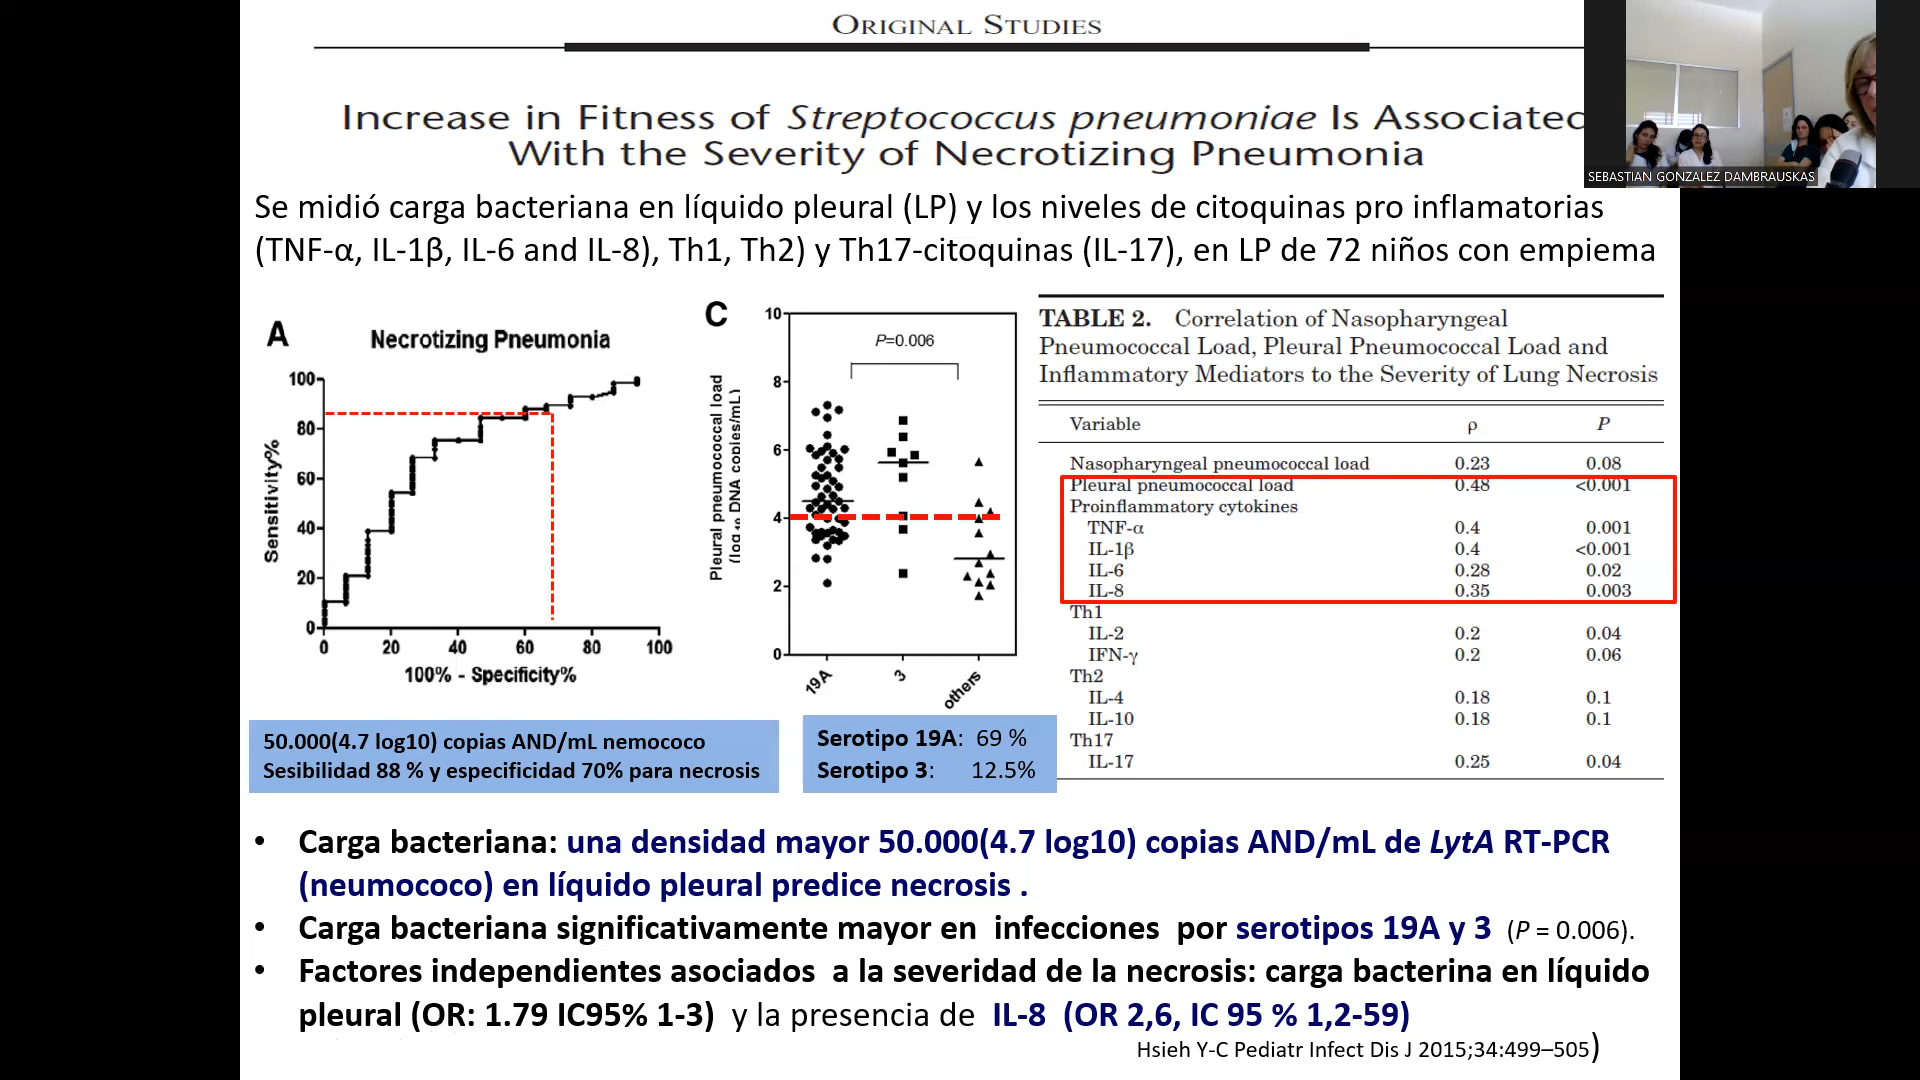 ORIGINAL STUDIES
Increase in Fitness of Streptococcus pneumoniae Is Associated
With the Severity of Necrotizing Pneumonia
SEBASTIAN GONZALEZ DAMBRAUSKAS
Se midió carga bacteriana en líquido pleural (LP) y los niveles de citoquinas pro inflamatorias
(TNF-α, IL-1β, IL-6 and IL-8), Th1, Th2) y Th17-citoquinas (IL-17), en LP de 72 niños con empiema
A
Necrotizing Pneumonia
Sensitivity%
100
80
60
40
20
0
0 20 40 60 80 100
100% - Specificity%
C
Pleural pneumococcal load
(log10 DNA copies/mL)
10
8
6
4
2
0
P=0.006
19A 3 others
TABLE 2. Correlation of Nasopharyngeal
Pneumococcal Load, Pleural Pneumococcal Load and
Inflammatory Mediators to the Severity of Lung Necrosis
Variable ρ P
Nasopharyngeal pneumococcal load 0.23 0.08
Pleural pneumococcal load 0.48 <0.001
Proinflammatory cytokines
TNF-α 0.4 0.001
IL-1β 0.4 <0.001
IL-6 0.28 0.02
IL-8 0.35 0.003
Th1
IL-2 0.2 0.04
IFN-γ 0.2 0.06
Th2
IL-4 0.18 0.1
IL-10 0.18 0.1
Th17
IL-17 0.25 0.04
50.000(4.7 log10) copias AND/mL nemococo
Sesibilidad 88 % y especificidad 70% para necrosis
Serotipo 19A: 69 %
Serotipo 3: 12.5%
• Carga bacteriana: una densidad mayor 50.000(4.7 log10) copias AND/mL de LytA RT-PCR
(neumococo) en líquido pleural predice necrosis .
• Carga bacteriana significativamente mayor en infecciones por serotipos 19A y 3 (P = 0.006).
• Factores independientes asociados a la severidad de la necrosis: carga bacterina en líquido
pleural (OR: 1.79 IC95% 1-3) y la presencia de IL-8 (OR 2,6, IC 95 % 1,2-59)
Hsieh Y-C Pediatr Infect Dis J 2015;34:499–505)